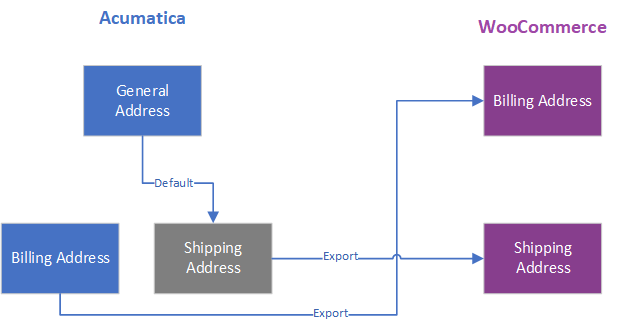 Acumatica
WooCommerce
General
Address
Billing Address
Default
Billing Address
Shipping
Address
Export
Shipping
Address
Export